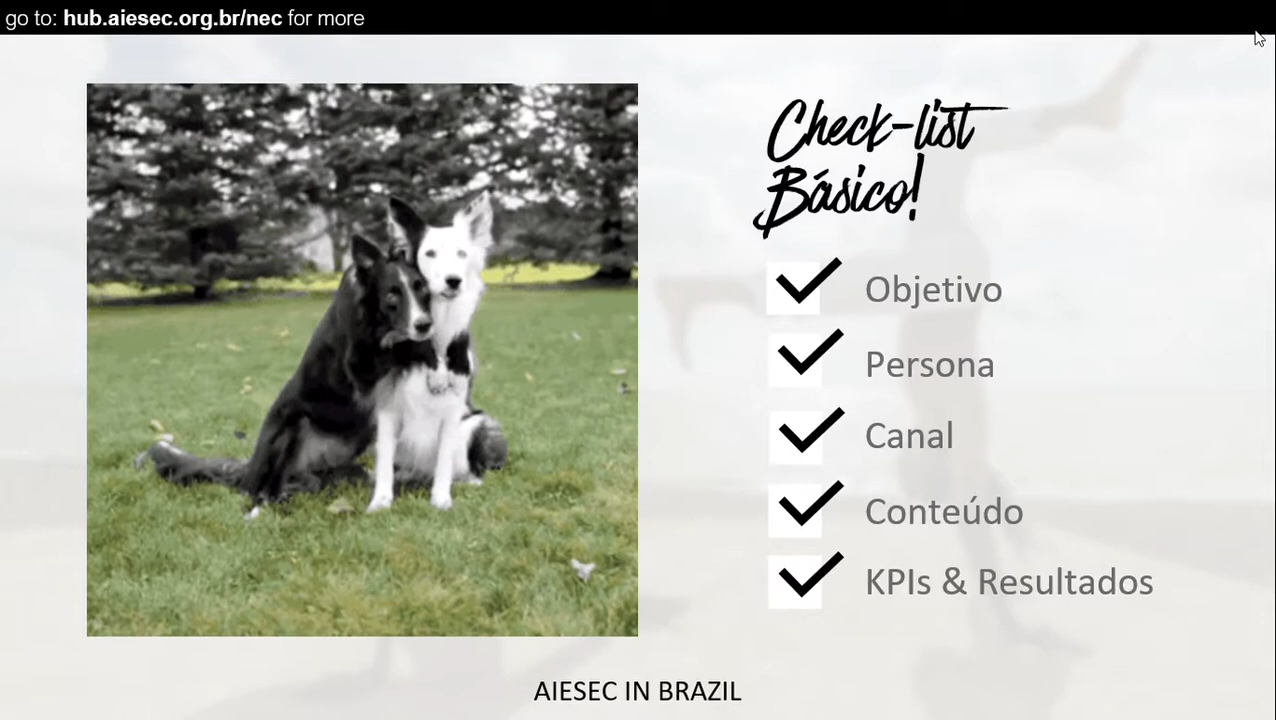 go to: hub.aiesec.org.br/nec for more
Check-list
Básico!
Objetivo
Persona
Canal
Conteúdo
KPIs & Resultados
AIESEC IN BRAZIL